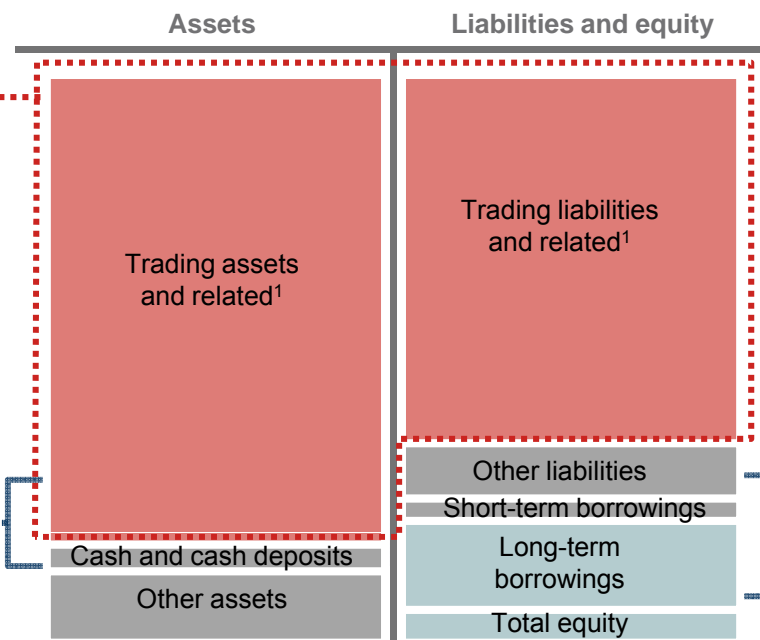 Assets
Liabilities and equity
Trading assets
and related¹
Cash and cash deposits
Other assets
Trading liabilities
and related¹
Other liabilities
Short-term borrowings
Long-term
borrowings
Total equity